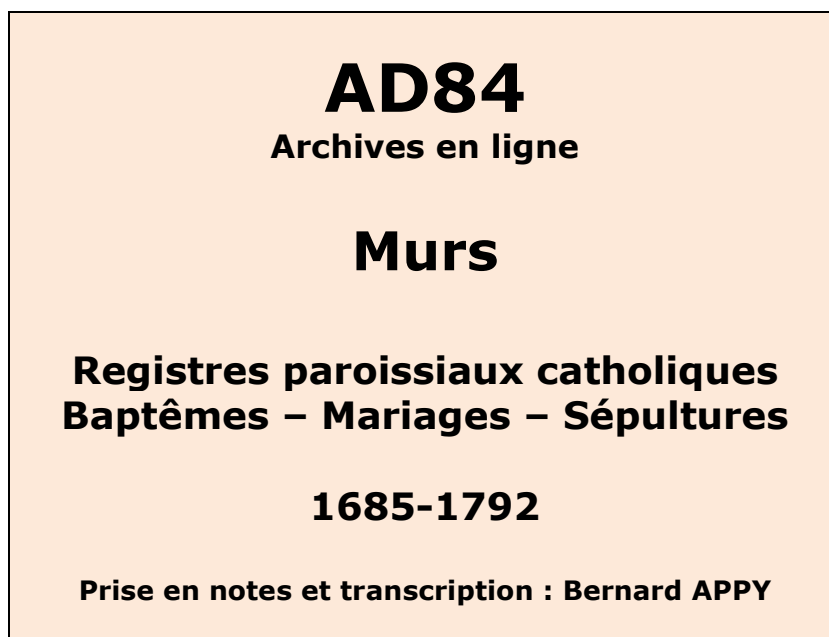 AD84
Archives en ligne
Murs
Registres paroissiaux catholiques
Baptêmes – Mariages – Sépultures
1685-1792
Prise en notes et transcription : Bernard APPY